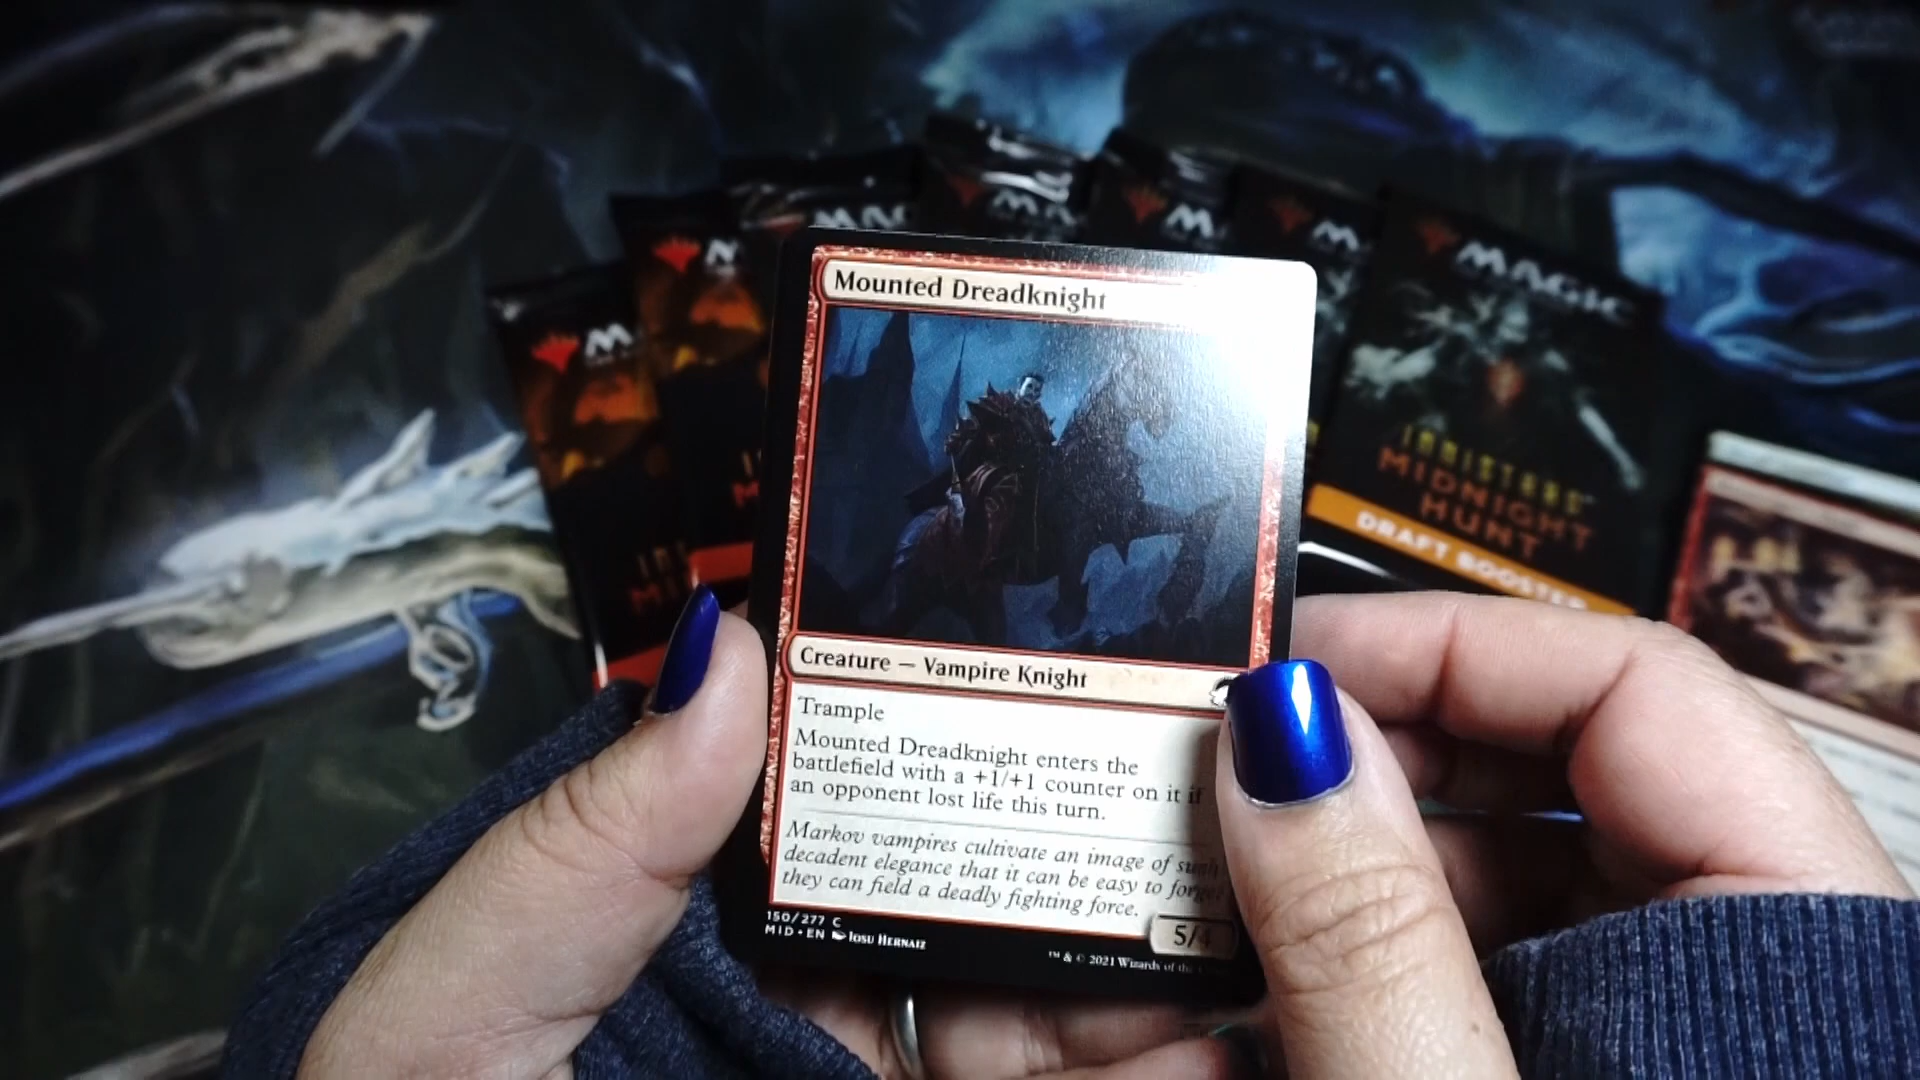 MAGIC
INNISTRAD
MIDNIGHT
HUNT
DRAFT BOOSTER
Mounted Dreadknight
Creature — Vampire Knight
Trample
Mounted Dreadknight enters the
battlefield with a +1/+1 counter on it if
an opponent lost life this turn.
Markov vampires cultivate an image of such
decadent elegance that it can be easy to forget
they can field a deadly fighting force.
5/4
150/277 C
MID • EN Iosu Hernaiz
™ & © 2021 Wizards of the